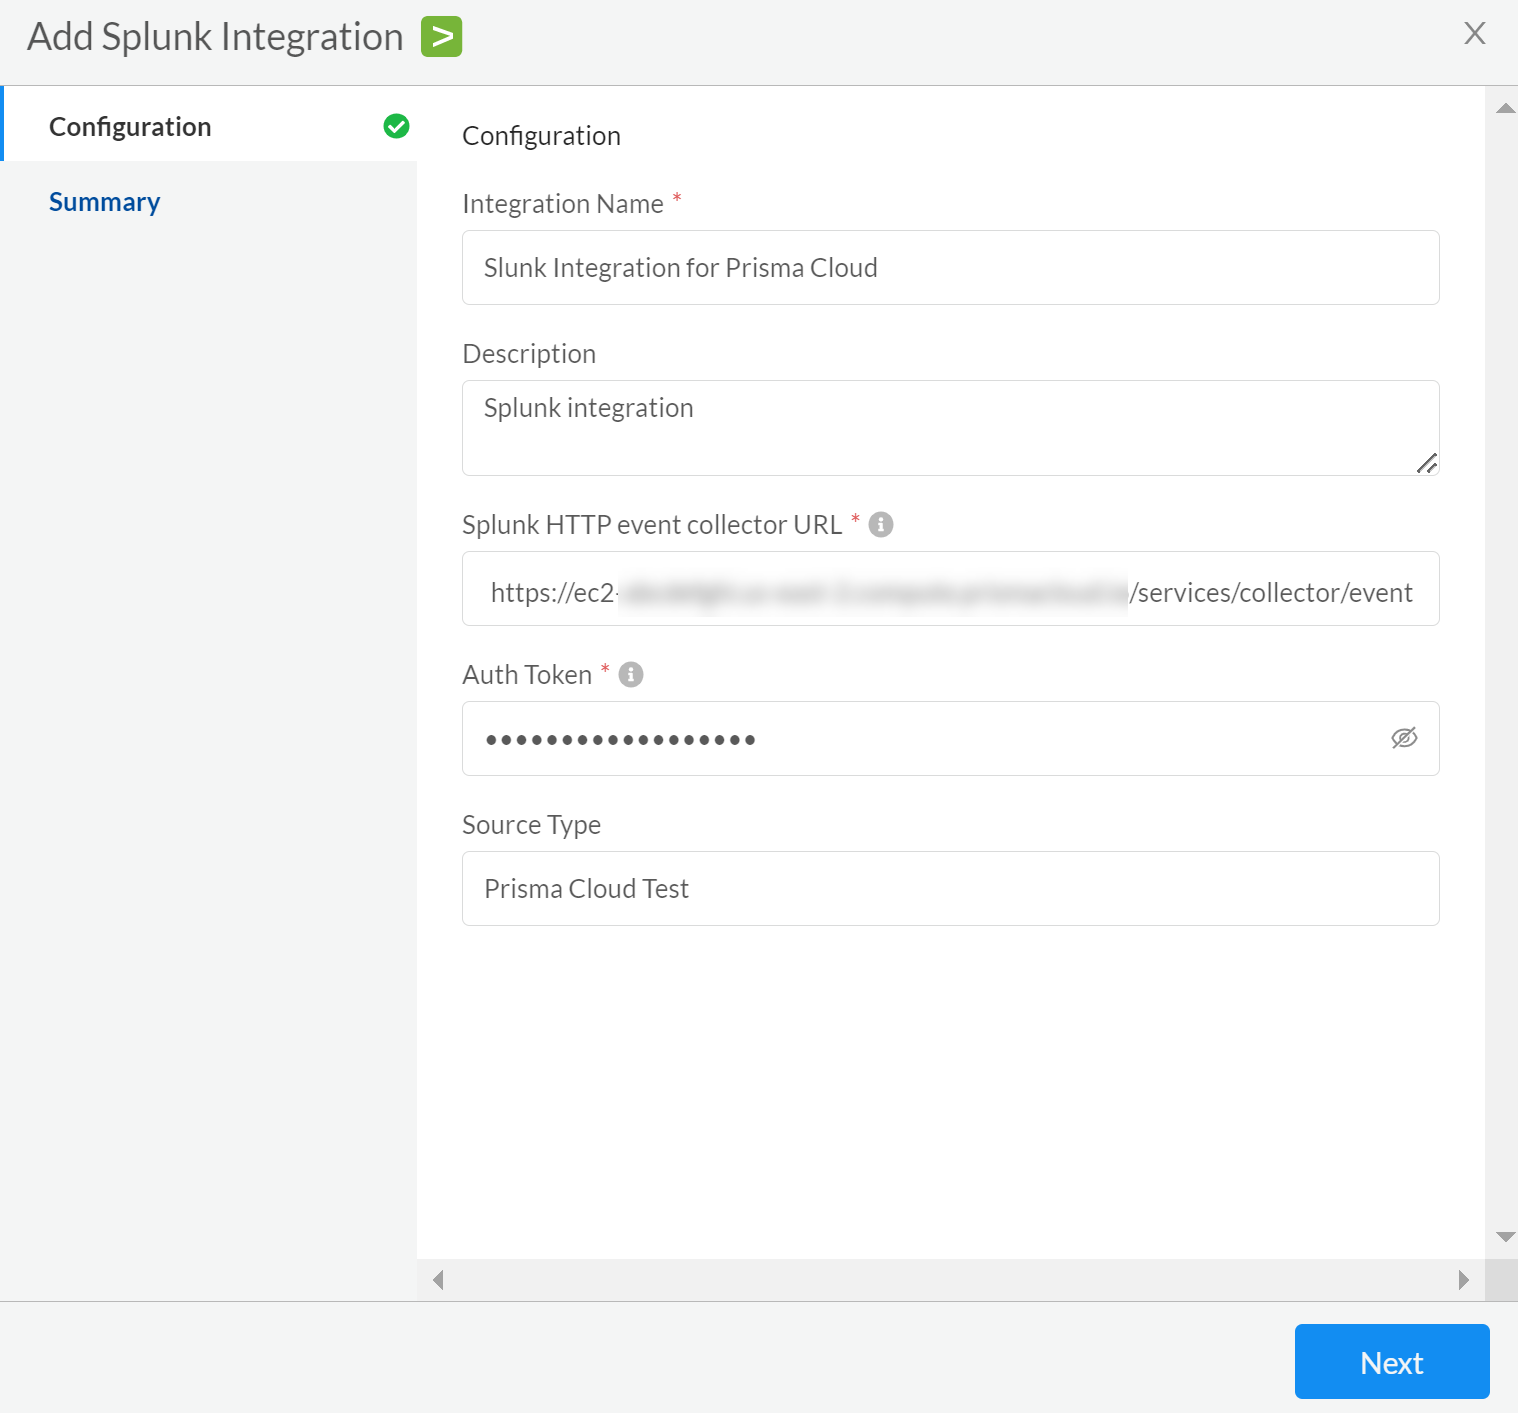 Add Splunk Integration
X
Configuration
Summary
Configuration
Integration Name *
Slunk Integration for Prisma Cloud
Description
Splunk integration
Splunk HTTP event collector URL *
https://ec2- /services/collector/event
Auth Token *
••••••••••••••••••
Source Type
Prisma Cloud Test
Next